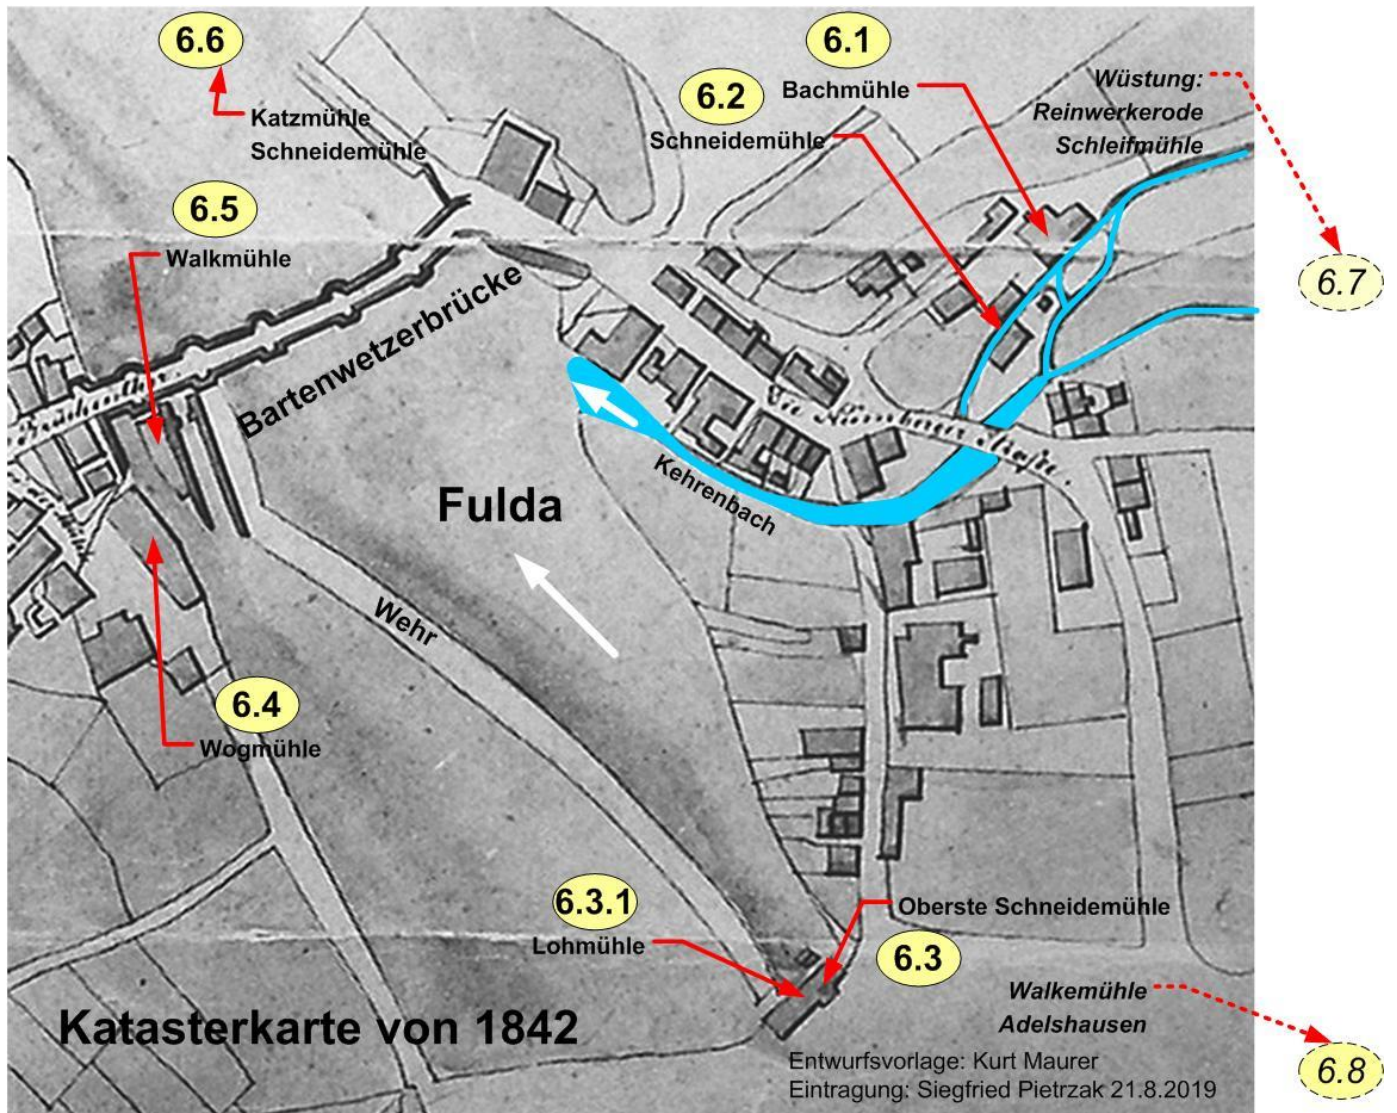 6.6
6.1
Bachmühle
6.2
Schneidemühle
Wüstung:
Reinwerkerode
Schleifmühle
Katzmühle
Schneidemühle
6.5
Walkmühle
6.7
Bartenwetzerbrücke
Kehrenbach
Fulda
Wehr
6.4
Wogmühle
6.3.1
Lohmühle
Oberste Schneidemühle
6.3
Walkemühle
Adelshausen
6.8
Katasterkarte von 1842
Entwurfsvorlage: Kurt Maurer
Eintragung: Siegfried Pietrzak 21.8.2019